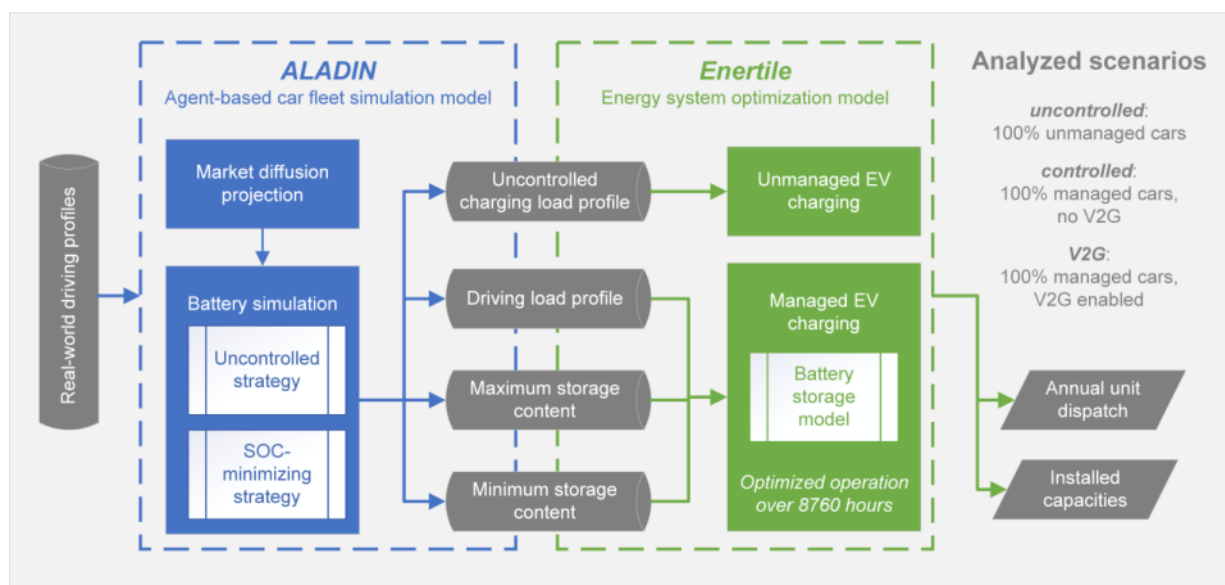 Real-world driving profiles
ALADIN
Agent-based car fleet simulation model
Market diffusion
projection
Battery simulation
Uncontrolled
strategy
SOC-
minimizing
strategy
Uncontrolled
charging load profile
Driving load profile
Maximum storage
content
Minimum storage
content
Enertile
Energy system optimization model
Unmanaged EV
charging
Managed EV
charging
Battery
storage
model
Optimized operation
over 8760 hours
Analyzed scenarios
uncontrolled:
100% unmanaged cars
controlled:
100% managed cars,
no V2G
V2G:
100% managed cars,
V2G enabled
Annual unit
dispatch
Installed
capacities